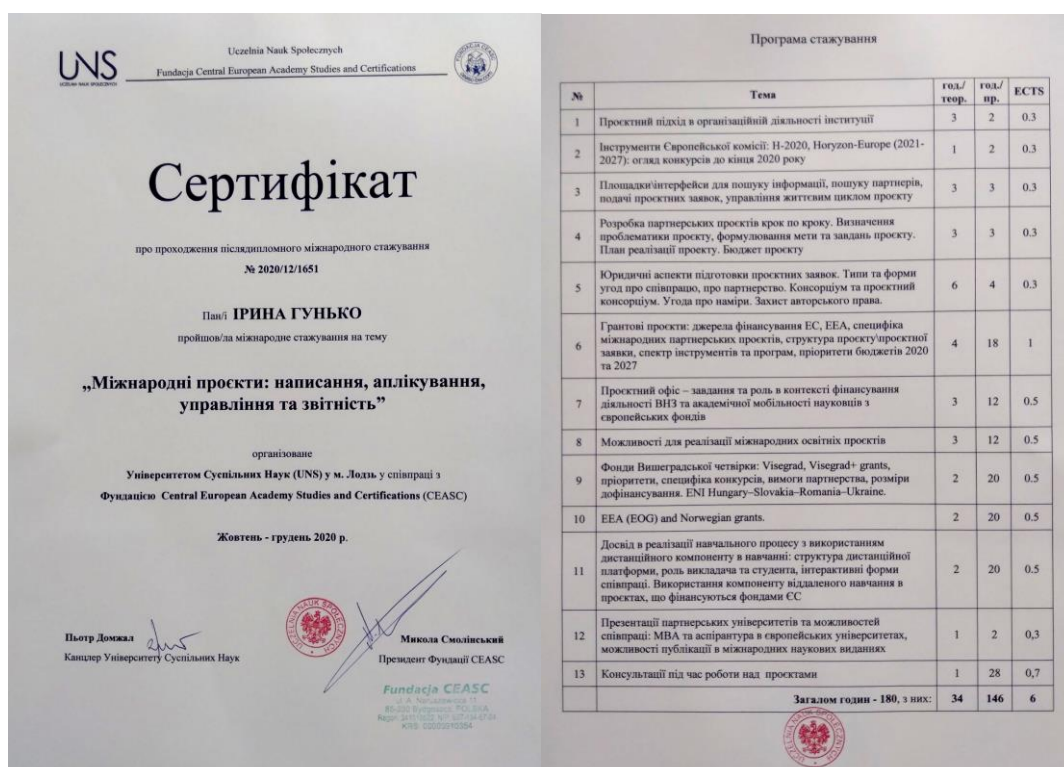 UNS
UCZELNIA NAUK SPOŁECZNYCH
Uczelnia Nauk Społecznych
Fundacja Central European Academy Studies and Certifications
Сертифікат
про проходження післядипломного міжнародного стажування
№ 2020/12/1651
Пан/і ІРИНА ГУНЬКО
пройшов/ла міжнародне стажування на тему
„Міжнародні проєкти: написання, аплікування,
управління та звітність”
організоване
Університетом Суспільних Наук (UNS) у м. Лодзь у співпраці з
Фундацією Central European Academy Studies and Certifications (CEASC)
Жовтень - грудень 2020 р.
Пьотр Домжал
Канцлер Університету Суспільних Наук
Микола Смолінський
Президент Фундації CEASC
Fundacja CEASC
Програма стажування
№ Тема год./ теор. год./ пр. ECTS
1 Проєктний підхід в організаційній діяльності інституції 3 2 0.3
2 Інструменти Європейської комісії: H-2020, Horyzon-Europe (2021-
2027): огляд конкурсів до кінця 2020 року 1 2 0.3
3 Площадки\інтерфейси для пошуку інформації, пошуку партнерів,
подачі проєктних заявок, управління життєвим циклом проєкту 3 3 0.3
4 Розробка партнерських проєктів крок по кроку. Визначення
проблематики проєкту, формулювання мети та завдань проєкту.
План реалізації проекту. Бюджет проєкту 3 3 0.3
5 Юридичні аспекти підготовки проєктних заявок. Типи та форми
угод про співпрацю, про партнерство. Консорціум та проєктний
консорціум. Угода про наміри. Захист авторського права. 6 4 0.3
6 Грантові проєкти: джерела фінансування ЕС, ЕЕА, специфіка
міжнародних партнерських проєктів, структура проєкту\проєктної
заявки, спектр інструментів та програм, пріоритети бюджетів 2020
та 2027 4 18 1
7 Проєктний офіс – завдання та роль в контексті фінансування
діяльності ВНЗ та академічної мобільності науковців з
європейських фондів 3 12 0.5
8 Можливості для реалізації міжнародних освітніх проєктів 3 12 0.5
9 Фонди Вишеградської четвірки: Visegrad, Visegrad+ grants,
пріоритети, специфіка конкурсів, вимоги партнерства, розміри
дофінансування. ENI Hungary–Slovakia–Romania–Ukraine. 2 20 0.5
10 EEA (EOG) and Norwegian grants. 2 20 0.5
11 Досвід в реалізації навчального процесу з використанням
дистанційного компоненту в навчанні: структура дистанційної
платформи, роль викладача та студента, інтерактивні форми
співпраці. Використання компоненту віддаленого навчання в
проєктах, що фінансуються фондами ЄС 2 20 0.5
12 Презентації партнерських університетів та можливостей
співпраці: МВА та аспірантура в європейських університетах,
можливості публікації в міжнародних наукових виданнях 1 2 0,3
13 Консультації під час роботи над проєктами 1 28 0,7
Загалом годин - 180, з них: 34 146 6